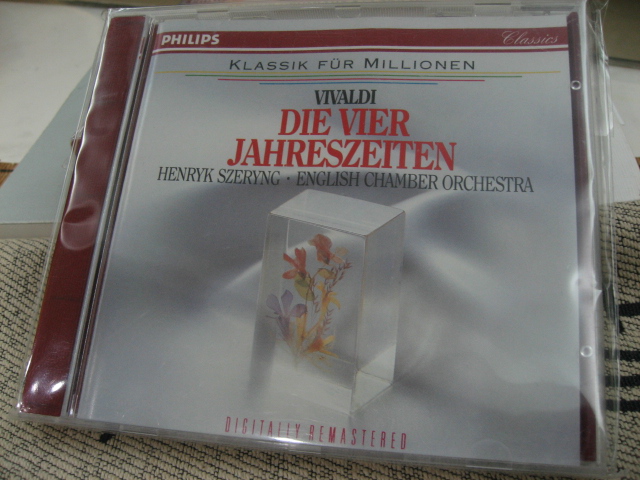 PHILIPS Classics
KLASSIK FÜR MILLIONEN
VIVALDI
DIE VIER
JAHRESZEITEN
HENRYK SZERYNG · ENGLISH CHAMBER ORCHESTRA
DIGITALLY REMASTERED